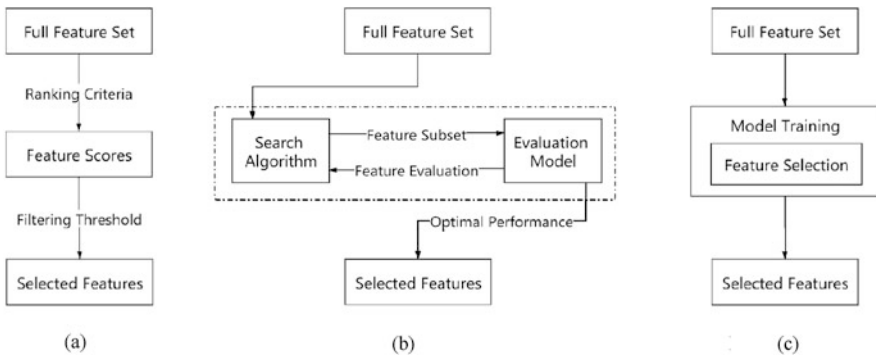 Full Feature Set
Ranking Criteria
Feature Scores
Filtering Threshold
Selected Features
(a)
Full Feature Set
Search
Algorithm
Feature Subset
Feature Evaluation
Evaluation
Model
Optimal Performance
Selected Features
(b)
Full Feature Set
Model Training
Feature Selection
Selected Features
(c)